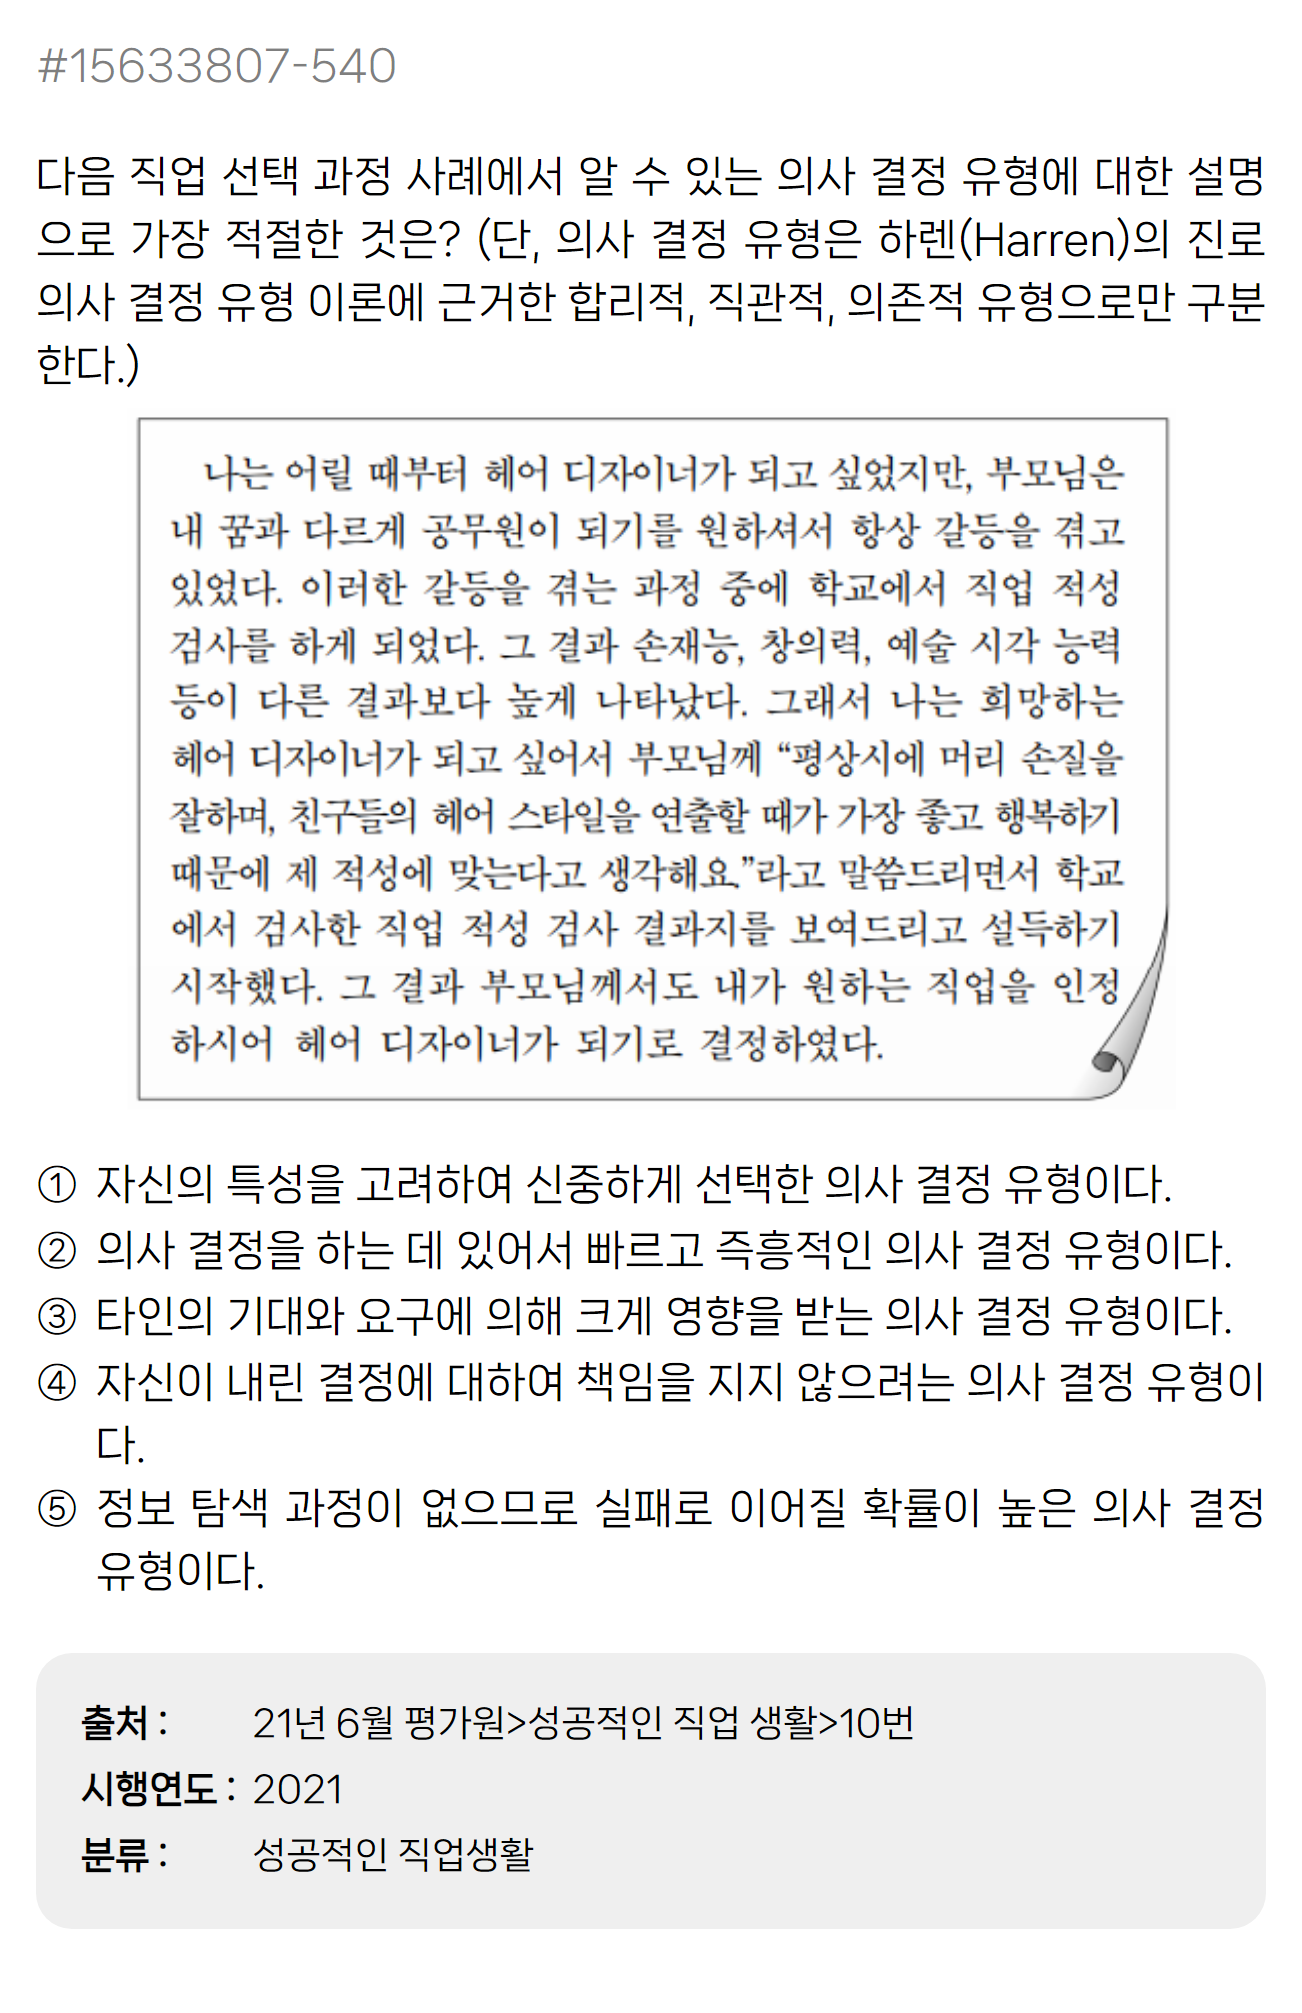 #15633807-540
다음 직업 선택 과정 사례에서 알 수 있는 의사 결정 유형에 대한 설명
으로 가장 적절한 것은? (단, 의사 결정 유형은 하렌(Harren)의 진로
의사 결정 유형 이론에 근거한 합리적, 직관적, 의존적 유형으로만 구분
한다.)
나는 어릴 때부터 헤어 디자이너가 되고 싶었지만, 부모님은
내 꿈과 다르게 공무원이 되기를 원하셔서 항상 갈등을 겪고
있었다. 이러한 갈등을 겪는 과정 중에 학교에서 직업 적성
검사를 하게 되었다. 그 결과 손재능, 창의력, 예술 시각 능력
등이 다른 결과보다 높게 나타났다. 그래서 나는 희망하는
헤어 디자이너가 되고 싶어서 부모님께 “평상시에 머리 손질을
잘하며, 친구들의 헤어 스타일을 연출할 때가 가장 좋고 행복하기
때문에 제 적성에 맞는다고 생각해요.”라고 말씀드리면서 학교
에서 검사한 직업 적성 검사 결과지를 보여드리고 설득하기
시작했다. 그 결과 부모님께서도 내가 원하는 직업을 인정
하시어 헤어 디자이너가 되기로 결정하였다.
① 자신의 특성을 고려하여 신중하게 선택한 의사 결정 유형이다.
② 의사 결정을 하는 데 있어서 빠르고 즉흥적인 의사 결정 유형이다.
③ 타인의 기대와 요구에 의해 크게 영향을 받는 의사 결정 유형이다.
④ 자신이 내린 결정에 대하여 책임을 지지 않으려는 의사 결정 유형이
다.
⑤ 정보 탐색 과정이 없으므로 실패로 이어질 확률이 높은 의사 결정
유형이다.
출처 : 21년 6월 평가원>성공적인 직업 생활>10번
시행연도 : 2021
분류 : 성공적인 직업생활